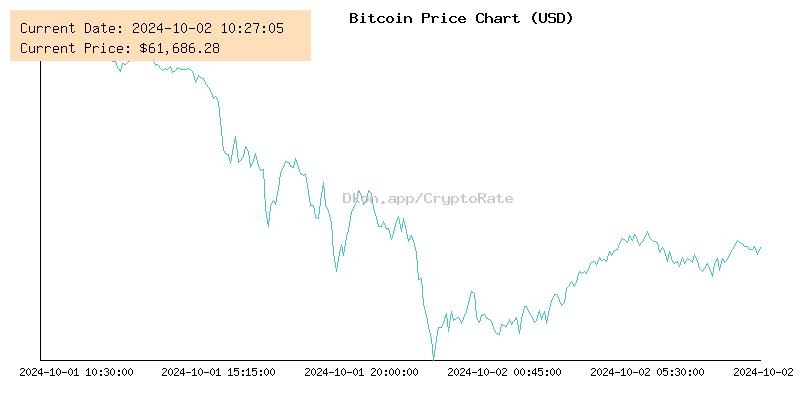 Bitcoin Price Chart (USD)
Current Date: 2024-10-02 10:27:05
Current Price: $61,686.28
Dkon.app/CryptoRate
2024-10-01 10:30:00 2024-10-01 15:15:00 2024-10-01 20:00:00 2024-10-02 00:45:00 2024-10-02 05:30:00 2024-10-02